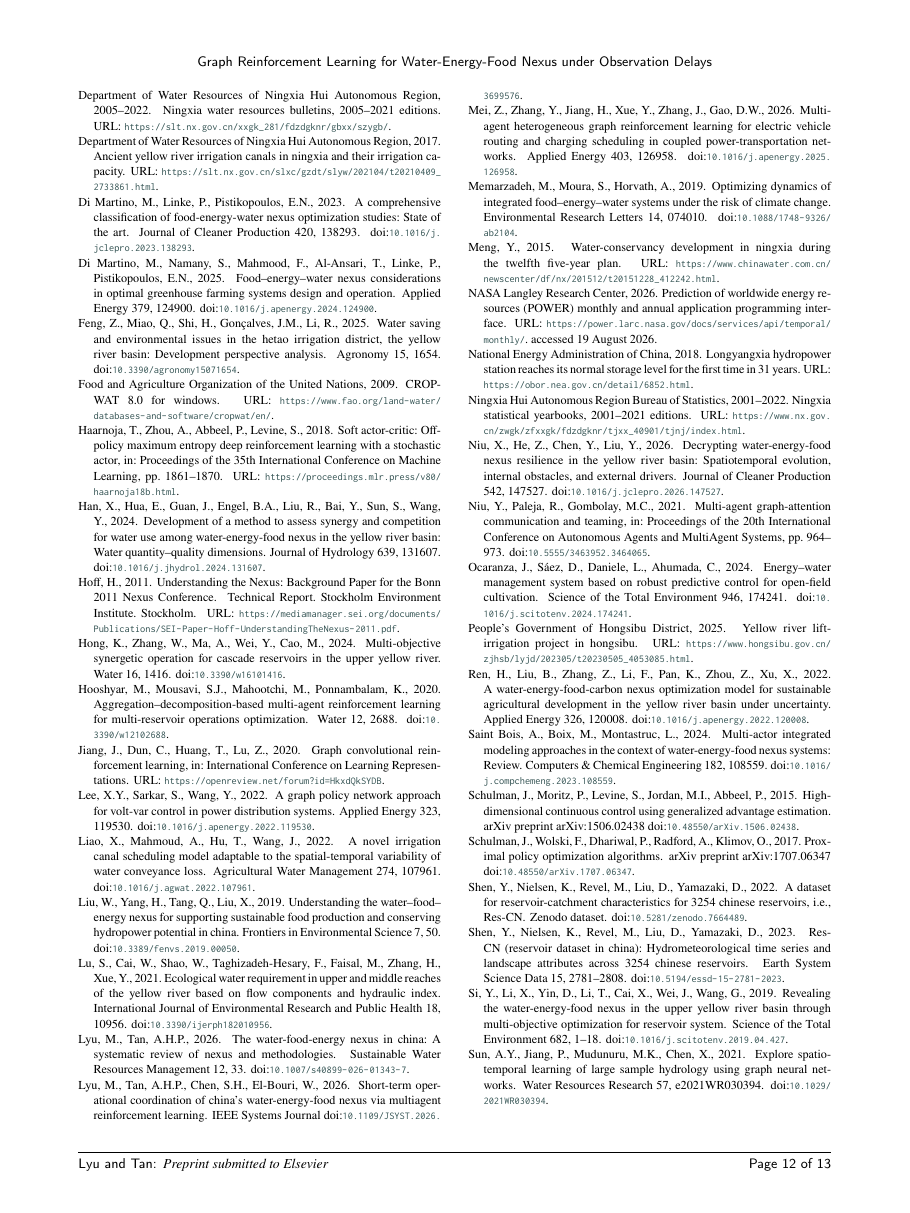 Graph Reinforcement Learning for Water-Energy-Food Nexus under Observation Delays
Department of Water Resources of Ningxia Hui Autonomous Region,
2005–2022. Ningxia water resources bulletins, 2005–2021 editions.
URL: https://slt.nx.gov.cn/xxgk_281/fdzdgknr/gbxx/szygb/.
Department of Water Resources of Ningxia Hui Autonomous Region, 2017.
Ancient yellow river irrigation canals in ningxia and their irrigation ca-
pacity. URL: https://slt.nx.gov.cn/slxc/gzdt/slyw/202104/t20210409_
2733861.html.
Di Martino, M., Linke, P., Pistikopoulos, E.N., 2023. A comprehensive
classification of food-energy-water nexus optimization studies: State of
the art. Journal of Cleaner Production 420, 138293. doi:10.1016/j.
jclepro.2023.138293.
Di Martino, M., Namany, S., Mahmood, F., Al-Ansari, T., Linke, P.,
Pistikopoulos, E.N., 2025. Food–energy–water nexus considerations
in optimal greenhouse farming systems design and operation. Applied
Energy 379, 124900. doi:10.1016/j.apenergy.2024.124900.
Feng, Z., Miao, Q., Shi, H., Gonçalves, J.M., Li, R., 2025. Water saving
and environmental issues in the hetao irrigation district, the yellow
river basin: Development perspective analysis. Agronomy 15, 1654.
doi:10.3390/agronomy15071654.
Food and Agriculture Organization of the United Nations, 2009. CROP-
WAT 8.0 for windows. URL: https://www.fao.org/land-water/
databases-and-software/cropwat/en/.
Haarnoja, T., Zhou, A., Abbeel, P., Levine, S., 2018. Soft actor-critic: Off-
policy maximum entropy deep reinforcement learning with a stochastic
actor, in: Proceedings of the 35th International Conference on Machine
Learning, pp. 1861–1870. URL: https://proceedings.mlr.press/v80/
haarnoja18b.html.
Han, X., Hua, E., Guan, J., Engel, B.A., Liu, R., Bai, Y., Sun, S., Wang,
Y., 2024. Development of a method to assess synergy and competition
for water use among water-energy-food nexus in the yellow river basin:
Water quantity–quality dimensions. Journal of Hydrology 639, 131607.
doi:10.1016/j.jhydrol.2024.131607.
Hoff, H., 2011. Understanding the Nexus: Background Paper for the Bonn
2011 Nexus Conference. Technical Report. Stockholm Environment
Institute. Stockholm. URL: https://mediamanager.sei.org/documents/
Publications/SEI-Paper-Hoff-UnderstandingTheNexus-2011.pdf.
Hong, K., Zhang, W., Ma, A., Wei, Y., Cao, M., 2024. Multi-objective
synergetic operation for cascade reservoirs in the upper yellow river.
Water 16, 1416. doi:10.3390/w16101416.
Hooshyar, M., Mousavi, S.J., Mahootchi, M., Ponnambalam, K., 2020.
Aggregation–decomposition-based multi-agent reinforcement learning
for multi-reservoir operations optimization. Water 12, 2688. doi:10.
3390/w12102688.
Jiang, J., Dun, C., Huang, T., Lu, Z., 2020. Graph convolutional rein-
forcement learning, in: International Conference on Learning Represen-
tations. URL: https://openreview.net/forum?id=HkxdQkSYDB.
Lee, X.Y., Sarkar, S., Wang, Y., 2022. A graph policy network approach
for volt-var control in power distribution systems. Applied Energy 323,
119530. doi:10.1016/j.apenergy.2022.119530.
Liao, X., Mahmoud, A., Hu, T., Wang, J., 2022. A novel irrigation
canal scheduling model adaptable to the spatial-temporal variability of
water conveyance loss. Agricultural Water Management 274, 107961.
doi:10.1016/j.agwat.2022.107961.
Liu, W., Yang, H., Tang, Q., Liu, X., 2019. Understanding the water–food–
energy nexus for supporting sustainable food production and conserving
hydropower potential in china. Frontiers in Environmental Science 7, 50.
doi:10.3389/fenvs.2019.00050.
Lu, S., Cai, W., Shao, W., Taghizadeh-Hesary, F., Faisal, M., Zhang, H.,
Xue, Y., 2021. Ecological water requirement in upper and middle reaches
of the yellow river based on flow components and hydraulic index.
International Journal of Environmental Research and Public Health 18,
10956. doi:10.3390/ijerph182010956.
Lyu, M., Tan, A.H.P., 2026. The water-food-energy nexus in china: A
systematic review of nexus and methodologies. Sustainable Water
Resources Management 12, 33. doi:10.1007/s40899-026-01343-7.
Lyu, M., Tan, A.H.P., Chen, S.H., El-Bouri, W., 2026. Short-term oper-
ational coordination of china's water-energy-food nexus via multiagent
reinforcement learning. IEEE Systems Journal doi:10.1109/JSYST.2026.
3699576.
Mei, Z., Zhang, Y., Jiang, H., Xue, Y., Zhang, J., Gao, D.W., 2026. Multi-
agent heterogeneous graph reinforcement learning for electric vehicle
routing and charging scheduling in coupled power-transportation net-
works. Applied Energy 403, 126958. doi:10.1016/j.apenergy.2025.
126958.
Memarzadeh, M., Moura, S., Horvath, A., 2019. Optimizing dynamics of
integrated food–energy–water systems under the risk of climate change.
Environmental Research Letters 14, 074010. doi:10.1088/1748-9326/
ab2104.
Meng, Y., 2015. Water-conservancy development in ningxia during
the twelfth five-year plan. URL: https://www.chinawater.com.cn/
newscenter/df/nx/201512/t20151228_412242.html.
NASA Langley Research Center, 2026. Prediction of worldwide energy re-
sources (POWER) monthly and annual application programming inter-
face. URL: https://power.larc.nasa.gov/docs/services/api/temporal/
monthly/. accessed 19 August 2026.
National Energy Administration of China, 2018. Longyangxia hydropower
station reaches its normal storage level for the first time in 31 years. URL:
https://obor.nea.gov.cn/detail/6852.html.
Ningxia Hui Autonomous Region Bureau of Statistics, 2001–2022. Ningxia
statistical yearbooks, 2001–2021 editions. URL: https://www.nx.gov.
cn/zwgk/zfxxgk/fdzdgknr/tjxx_40901/tjnj/index.html.
Niu, X., He, Z., Chen, Y., Liu, Y., 2026. Decrypting water-energy-food
nexus resilience in the yellow river basin: Spatiotemporal evolution,
internal obstacles, and external drivers. Journal of Cleaner Production
542, 147527. doi:10.1016/j.jclepro.2026.147527.
Niu, Y., Paleja, R., Gombolay, M.C., 2021. Multi-agent graph-attention
communication and teaming, in: Proceedings of the 20th International
Conference on Autonomous Agents and MultiAgent Systems, pp. 964–
973. doi:10.5555/3463952.3464065.
Ocaranza, J., Sáez, D., Daniele, L., Ahumada, C., 2024. Energy–water
management system based on robust predictive control for open-field
cultivation. Science of the Total Environment 946, 174241. doi:10.
1016/j.scitotenv.2024.174241.
People's Government of Hongsibu District, 2025. Yellow river lift-
irrigation project in hongsibu. URL: https://www.hongsibu.gov.cn/
zjhsb/lyjd/202305/t20230505_4053085.html.
Ren, H., Liu, B., Zhang, Z., Li, F., Pan, K., Zhou, Z., Xu, X., 2022.
A water-energy-food-carbon nexus optimization model for sustainable
agricultural development in the yellow river basin under uncertainty.
Applied Energy 326, 120008. doi:10.1016/j.apenergy.2022.120008.
Saint Bois, A., Boix, M., Montastruc, L., 2024. Multi-actor integrated
modeling approaches in the context of water-energy-food nexus systems:
Review. Computers & Chemical Engineering 182, 108559. doi:10.1016/
j.compchemeng.2023.108559.
Schulman, J., Moritz, P., Levine, S., Jordan, M.I., Abbeel, P., 2015. High-
dimensional continuous control using generalized advantage estimation.
arXiv preprint arXiv:1506.02438 doi:10.48550/arXiv.1506.02438.
Schulman, J., Wolski, F., Dhariwal, P., Radford, A., Klimov, O., 2017. Prox-
imal policy optimization algorithms. arXiv preprint arXiv:1707.06347
doi:10.48550/arXiv.1707.06347.
Shen, Y., Nielsen, K., Revel, M., Liu, D., Yamazaki, D., 2022. A dataset
for reservoir-catchment characteristics for 3254 chinese reservoirs, i.e.,
Res-CN. Zenodo dataset. doi:10.5281/zenodo.7664489.
Shen, Y., Nielsen, K., Revel, M., Liu, D., Yamazaki, D., 2023. Res-
CN (reservoir dataset in china): Hydrometeorological time series and
landscape attributes across 3254 chinese reservoirs. Earth System
Science Data 15, 2781–2808. doi:10.5194/essd-15-2781-2023.
Si, Y., Li, X., Yin, D., Li, T., Cai, X., Wei, J., Wang, G., 2019. Revealing
the water-energy-food nexus in the upper yellow river basin through
multi-objective optimization for reservoir system. Science of the Total
Environment 682, 1–18. doi:10.1016/j.scitotenv.2019.04.427.
Sun, A.Y., Jiang, P., Mudunuru, M.K., Chen, X., 2021. Explore spatio-
temporal learning of large sample hydrology using graph neural net-
works. Water Resources Research 57, e2021WR030394. doi:10.1029/
2021WR030394.
Lyu and Tan: Preprint submitted to Elsevier
Page 12 of 13